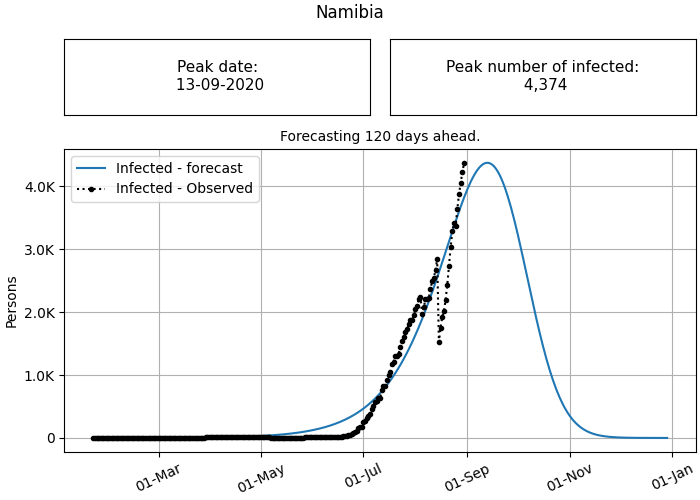 Namibia
Peak date:
13-09-2020
Peak number of infected:
4,374
Forecasting 120 days ahead.
Infected - forecast
Infected - Observed
Persons
4.0K
3.0K
2.0K
1.0K
0
01-Mar
01-May
01-Jul
01-Sep
01-Nov
01-Jan